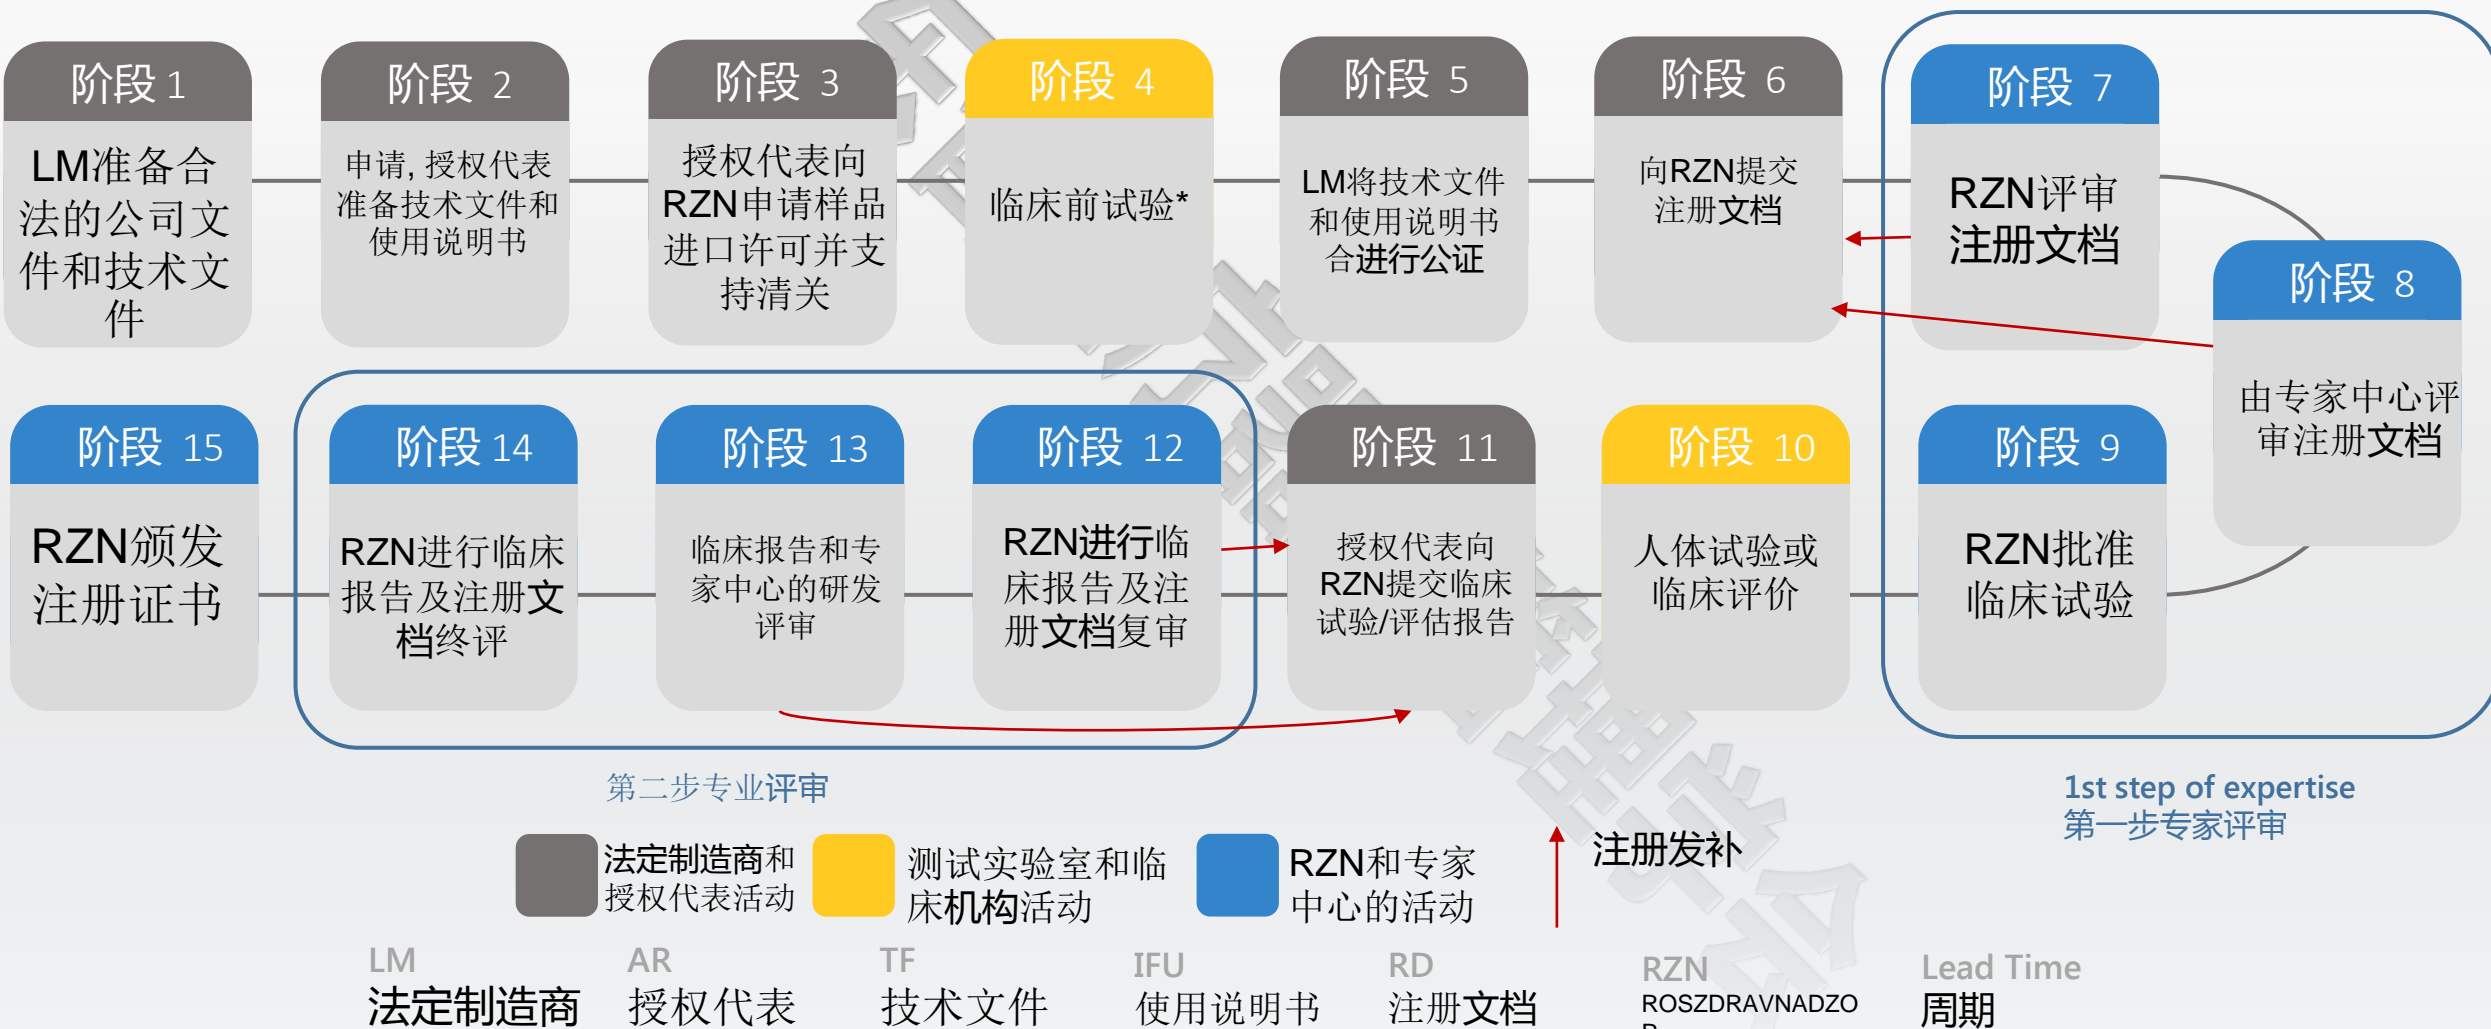 阶段 1
LM准备合
法的公司文
件和技术文
件
阶段 2
申请, 授权代表
准备技术文件和
使用说明书
阶段 3
授权代表向
RZN申请样品
进口许可并支
持清关
阶段 4
临床前试验*
阶段 5
LM将技术文件
和使用说明书
合进行公证
阶段 6
向RZN提交
注册文档
阶段 7
RZN评审
注册文档
阶段 8
由专家中心评
审注册文档
阶段 15
RZN颁发
注册证书
阶段 14
RZN进行临床
报告及注册文
档终评
阶段 13
临床报告和专
家中心的研发
评审
阶段 12
RZN进行临
床报告及注
册文档复审
阶段 11
授权代表向
RZN提交临床
试验/评估报告
阶段 10
人体试验或
临床评价
阶段 9
RZN批准
临床试验
第二步专业评审
1st step of expertise
第一步专家评审
法定制造商和
授权代表活动
测试实验室和临
床机构活动
RZN和专家
中心的活动
注册发补
LM
法定制造商
AR
授权代表
TF
技术文件
IFU
使用说明书
RD
注册文档
RZN
ROSZDRAVNADZO
Lead Time
周期